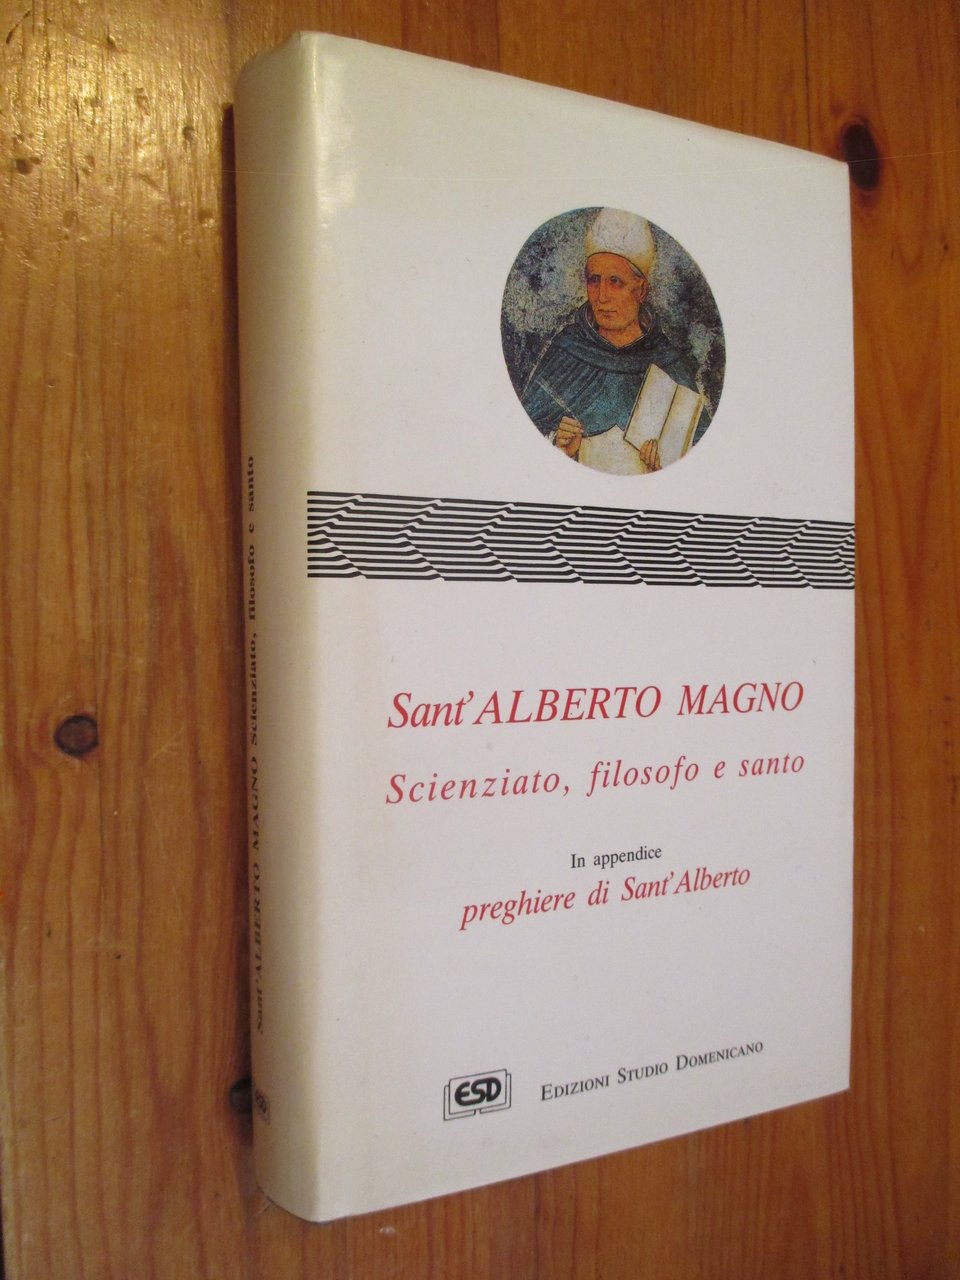 Sant'ALBERTO MAGNO
Scienziato, filosofo e santo
In appendice
preghiere di Sant'Alberto
ESD
EDIZIONI STUDIO DOMENICANO
Sant'ALBERTO MAGNO Scienziato, filosofo e santo
ESD